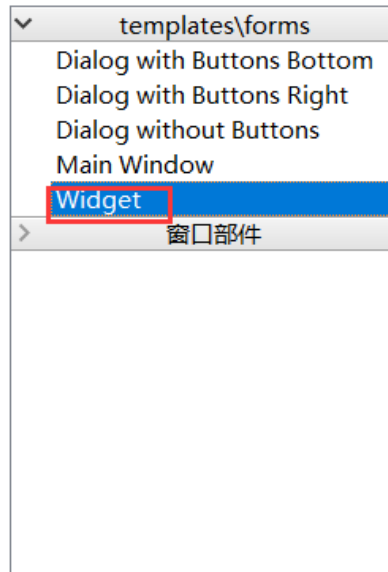 templates\forms
Dialog with Buttons Bottom
Dialog with Buttons Right
Dialog without Buttons
Main Window
Widget
窗口部件